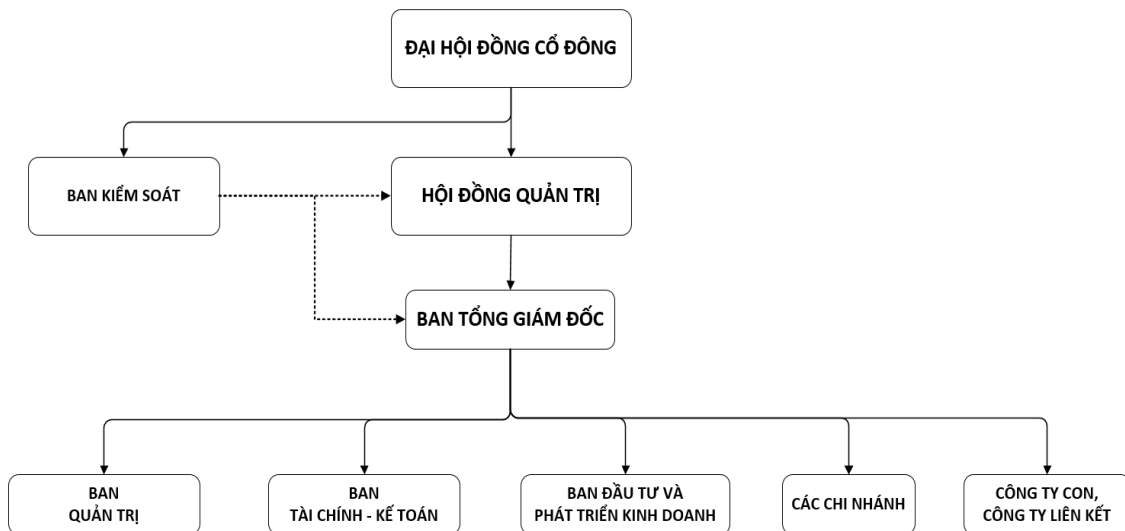 ĐẠI HỘI ĐỒNG CỔ ĐÔNG
BAN KIỂM SOÁT
HỘI ĐỒNG QUẢN TRỊ
BAN TỔNG GIÁM ĐỐC
BAN
QUẢN TRỊ
BAN
TÀI CHÍNH - KẾ TOÁN
BAN ĐẦU TƯ VÀ
PHÁT TRIỂN KINH DOANH
CÁC CHI NHÁNH
CÔNG TY CON,
CÔNG TY LIÊN KẾT